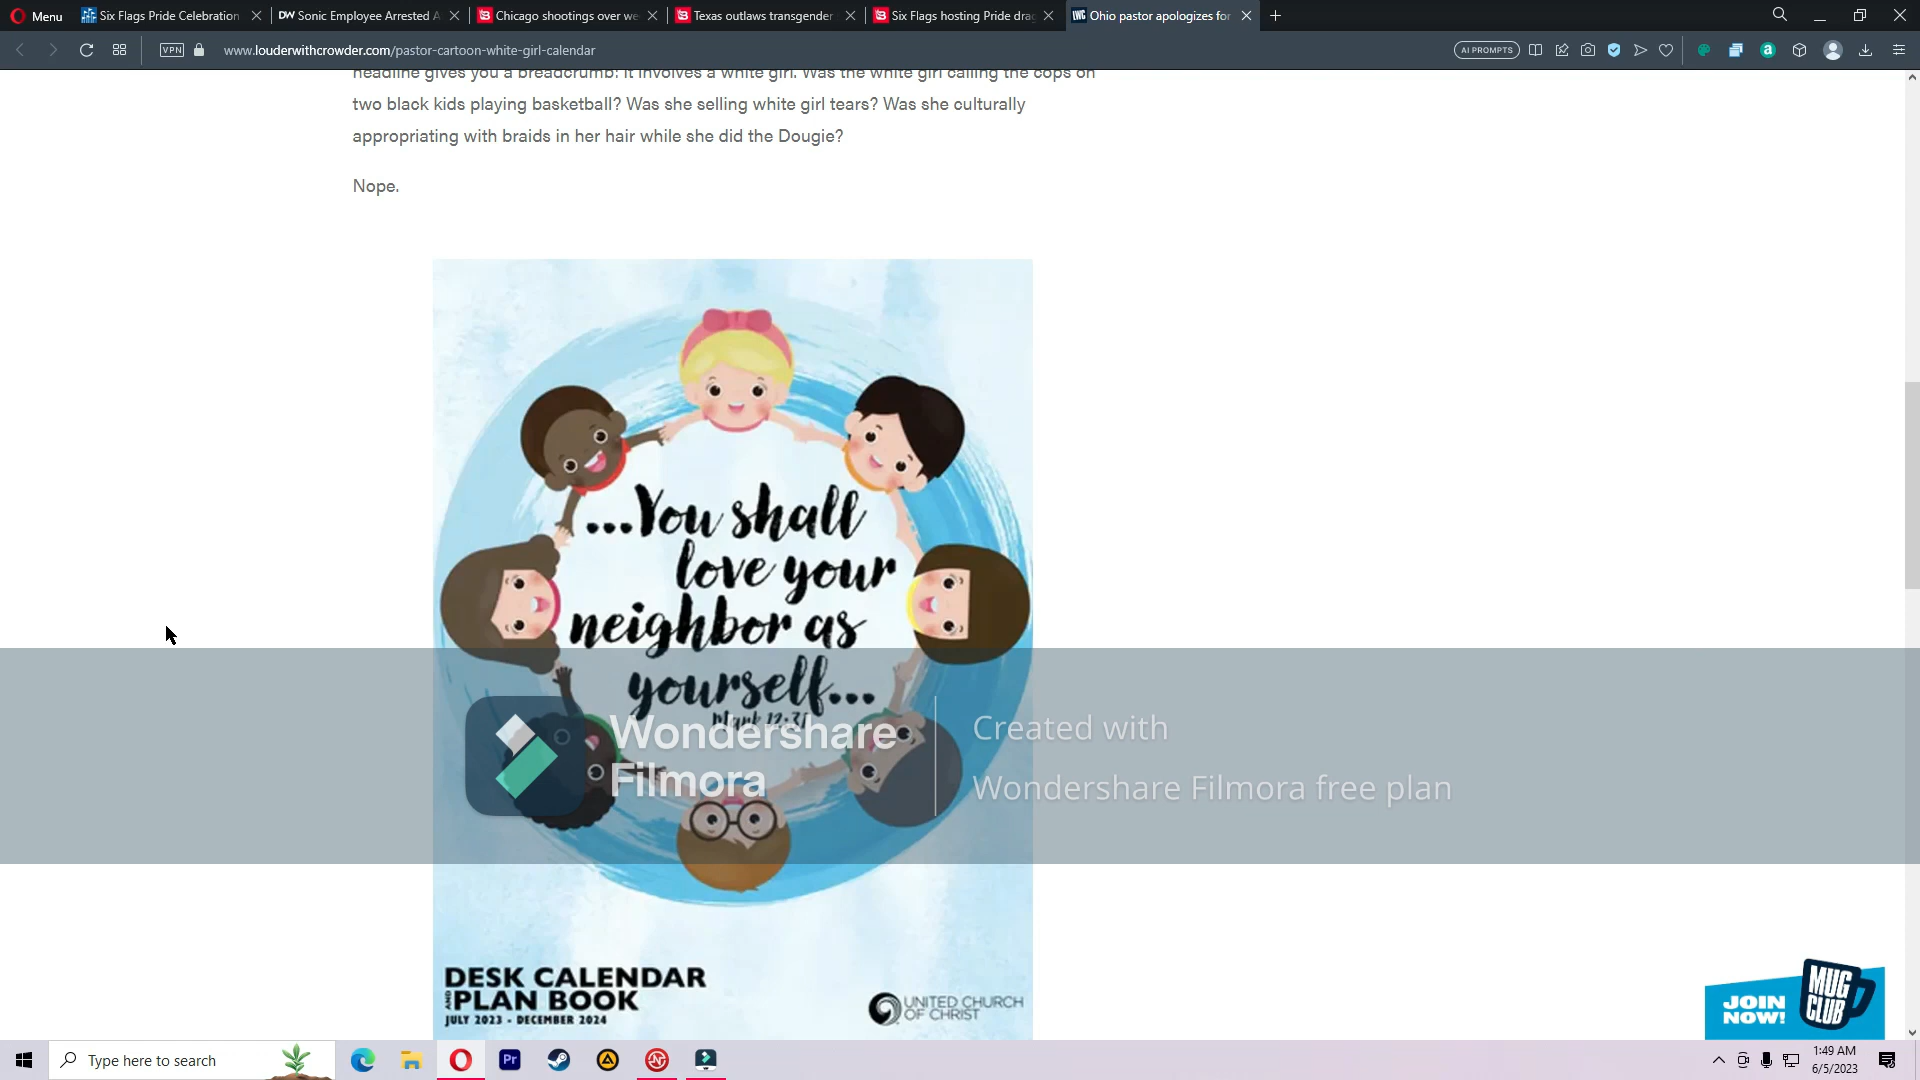 Menu
Six Flags Pride Celebration
DW Sonic Employee Arrested A
Chicago shootings over we
Texas outlaws transgender
Six Flags hosting Pride drag
LWC Ohio pastor apologizes for
VPN
www.louderwithcrowder.com/pastor-cartoon-white-girl-calendar
AI PROMPTS
headline gives you a breadcrumb: it involves a white girl. Was the white girl calling the cops on
two black kids playing basketball? Was she selling white girl tears? Was she culturally
appropriating with braids in her hair while she did the Dougie?
Nope.
...You shall
love your
neighbor as
yourself...
Mark 12:31
Wondershare
Filmora
Created with
Wondershare Filmora free plan
DESK CALENDAR
AND PLAN BOOK
JULY 2023 - DECEMBER 2024
UNITED CHURCH
OF CHRIST
JOIN
NOW!
MUG
CLUB
Type here to search
Pr
1:49 AM
6/5/2023